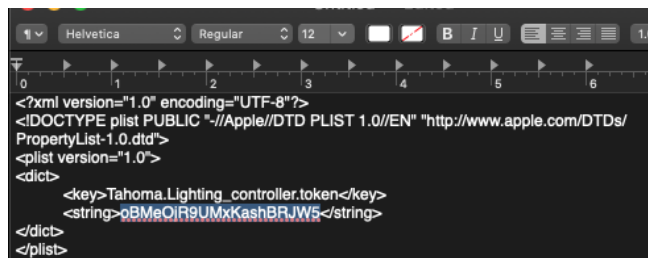 Helvetica Regular 12 B I U 1.
0 1 2 3 4 5 6
<?xml version="1.0" encoding="UTF-8"?>
<!DOCTYPE plist PUBLIC "-//Apple//DTD PLIST 1.0//EN" "http://www.apple.com/DTDs/
PropertyList-1.0.dtd">
<plist version="1.0">
<dict>
<key>Tahoma.Lighting_controller.token</key>
<string>oBMeOiR9UMxKashBRJW5</string>
</dict>
</plist>